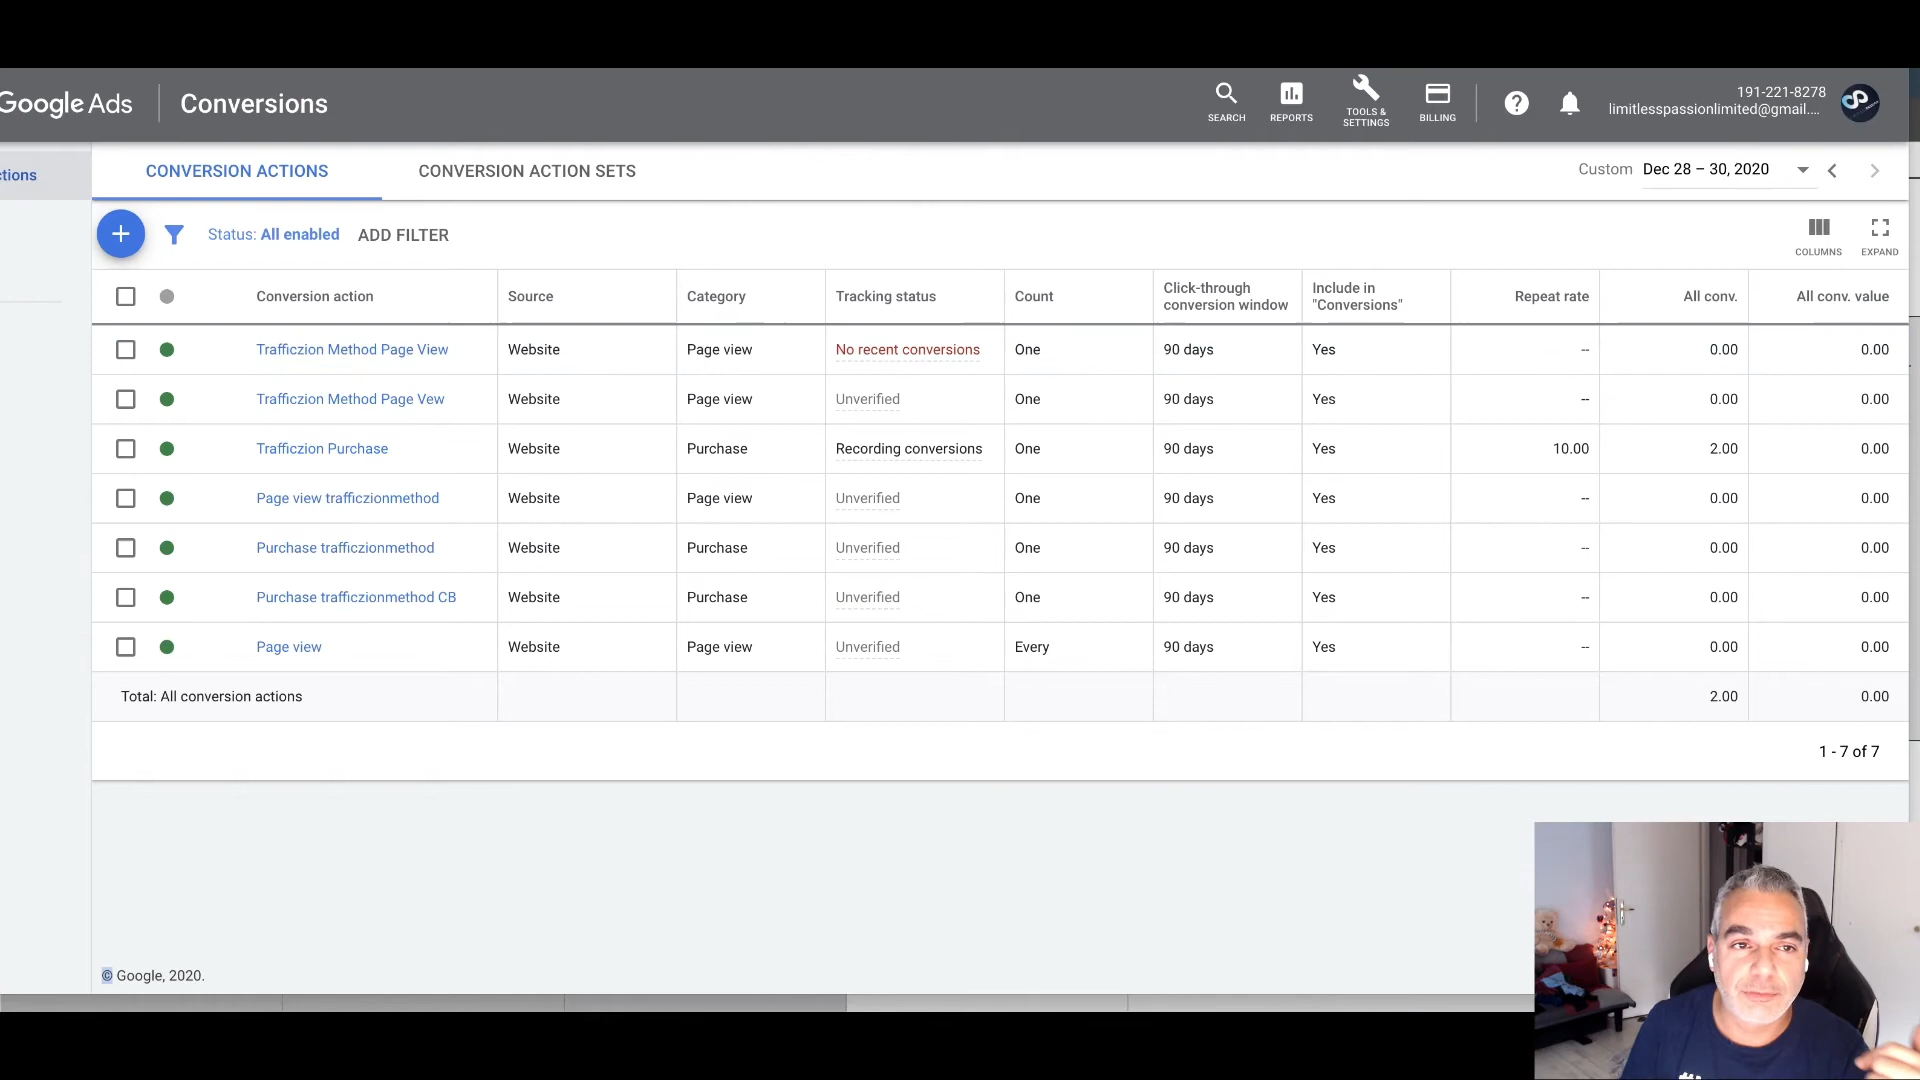 Google Ads
Conversions
SEARCH
REPORTS
TOOLS &
SETTINGS
BILLING
191-221-8278
limitlesspassionlimited@gmail....
ctions
CONVERSION ACTIONS
CONVERSION ACTION SETS
Custom Dec 28 – 30, 2020
Status: All enabled ADD FILTER
COLUMNS
EXPAND
Conversion action Source Category Tracking status Count Click-through conversion window Include in "Conversions" Repeat rate All conv. All conv. value
Trafficzion Method Page View Website Page view No recent conversions One 90 days Yes -- 0.00 0.00
Trafficzion Method Page Vew Website Page view Unverified One 90 days Yes -- 0.00 0.00
Trafficzion Purchase Website Purchase Recording conversions One 90 days Yes 10.00 2.00 0.00
Page view trafficzionmethod Website Page view Unverified One 90 days Yes -- 0.00 0.00
Purchase trafficzionmethod Website Purchase Unverified One 90 days Yes -- 0.00 0.00
Purchase trafficzionmethod CB Website Purchase Unverified One 90 days Yes -- 0.00 0.00
Page view Website Page view Unverified Every 90 days Yes -- 0.00 0.00
Total: All conversion actions 2.00 0.00
1 - 7 of 7
© Google, 2020.